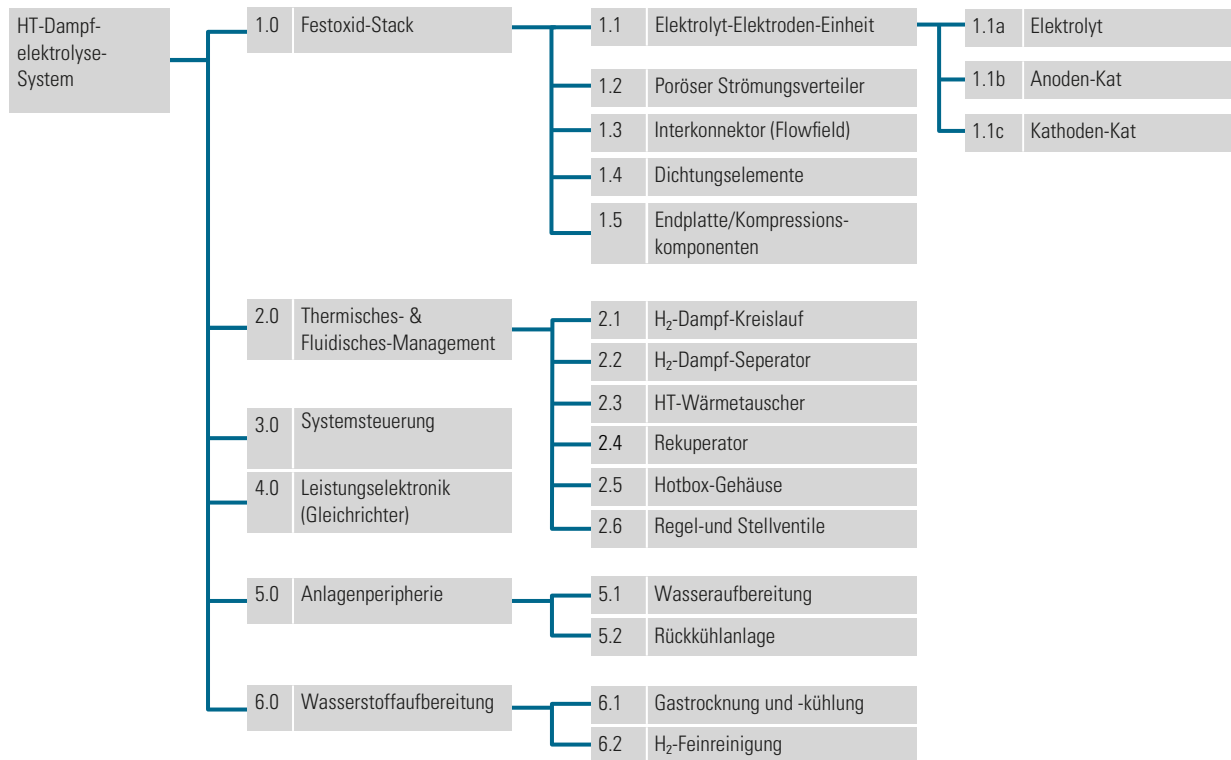 HT-Dampf-
elektrolyse-
System
1.0 Festoxid-Stack
1.1 Elektrolyt-Elektroden-Einheit
1.1a Elektrolyt
1.1b Anoden-Kat
1.1c Kathoden-Kat
1.2 Poröser Strömungsverteiler
1.3 Interkonnektor (Flowfield)
1.4 Dichtungselemente
1.5 Endplatte/Kompressions-
komponenten
2.0 Thermisches- &
Fluidisches-Management
2.1 H₂-Dampf-Kreislauf
2.2 H₂-Dampf-Seperator
2.3 HT-Wärmetauscher
2.4 Rekuperator
2.5 Hotbox-Gehäuse
2.6 Regel-und Stellventile
3.0 Systemsteuerung
4.0 Leistungselektronik
(Gleichrichter)
5.0 Anlagenperipherie
5.1 Wasseraufbereitung
5.2 Rückkühlanlage
6.0 Wasserstoffaufbereitung
6.1 Gastrocknung und -kühlung
6.2 H₂-Feinreinigung